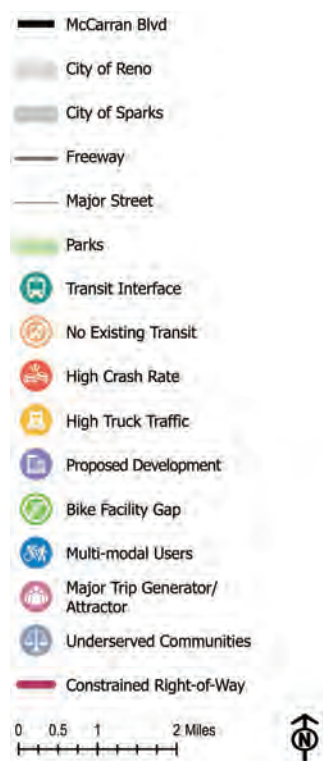 McCarran Blvd
City of Reno
City of Sparks
Freeway
Major Street
Parks
Transit Interface
No Existing Transit
High Crash Rate
High Truck Traffic
Proposed Development
Bike Facility Gap
Multi-modal Users
Major Trip Generator/
Attractor
Underserved Communities
Constrained Right-of-Way
0 0.5 1 2 Miles
N